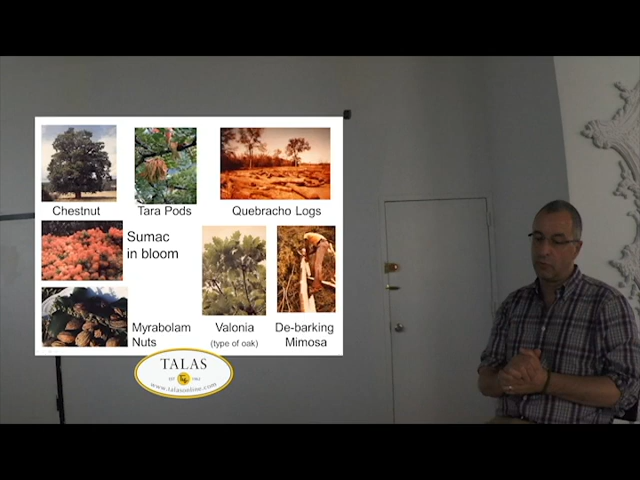 Chestnut
Tara Pods
Quebracho Logs
Sumac
in bloom
Myrabolam
Nuts
Valonia
(type of oak)
De-barking
Mimosa
TALAS
www.talasonline.com